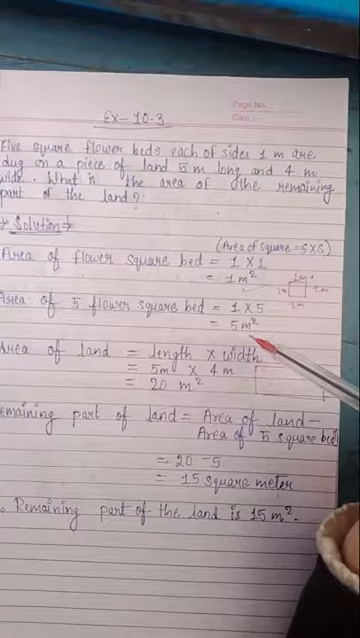 Page No.:
Date:
Ex-10.3
Five square flower beds each of sides 1 m are
dug on a piece of land 5 m long and 4 m
wide. What is the area of the remaining
part of the land?
→ Solution→
(Area of square = S×S)
Area of flower square bed = 1 × 1
= 1 m²
1m
1m
Area of 5 flower square bed = 1 × 5
= 5 m²
Area of land = length × width
= 5m × 4 m
= 20 m²
emaining part of land = Area of land -
Area of 5 square bed
= 20 - 5
= 15 square meter
Remaining part of the land is 15 m².